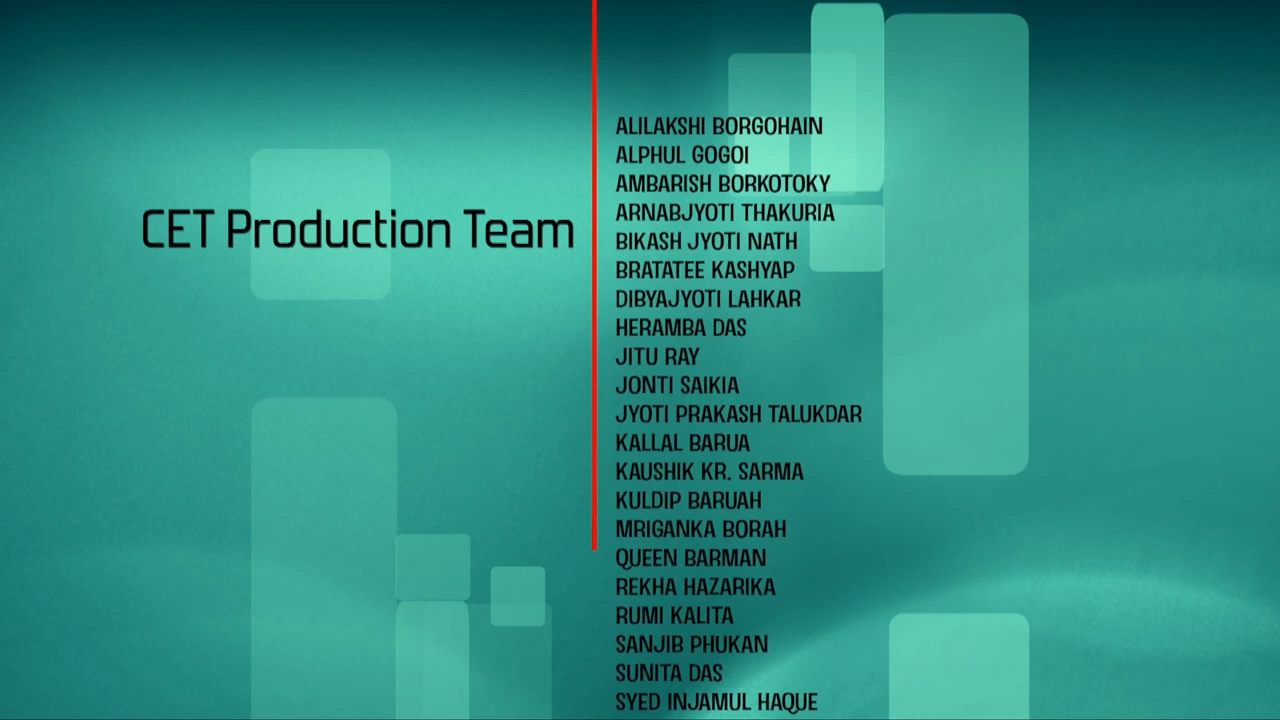 CET Production Team
ALILAKSHI BORGOHAIN
ALPHUL GOGOI
AMBARISH BORKOTOKY
ARNABJYOTI THAKURIA
BIKASH JYOTI NATH
BRATATEE KASHYAP
DIBYAJYOTI LAHKAR
HERAMBA DAS
JITU RAY
JONTI SAIKIA
JYOTI PRAKASH TALUKDAR
KALLAL BARUA
KAUSHIK KR. SARMA
KULDIP BARUAH
MRIGANKA BORAH
QUEEN BARMAN
REKHA HAZARIKA
RUMI KALITA
SANJIB PHUKAN
SUNITA DAS
SYED INJAMUL HAQUE